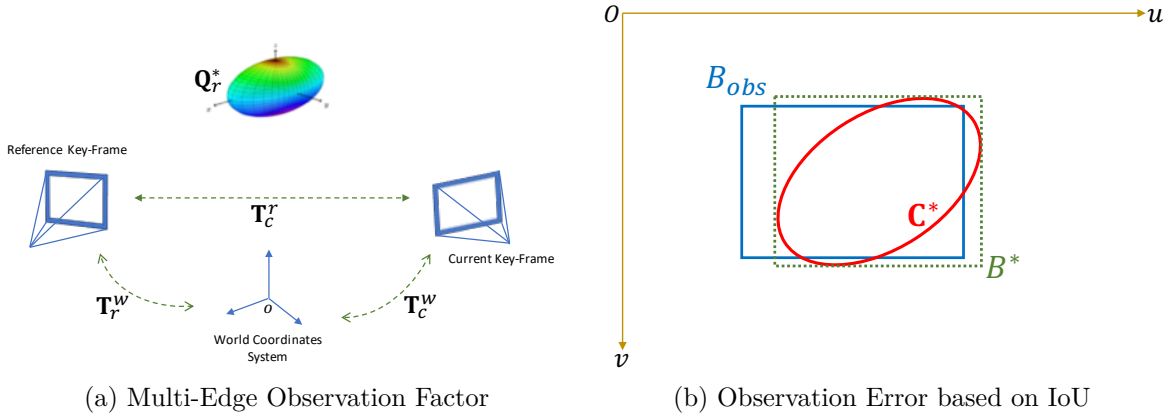 Q*r
Reference Key-Frame
T^r_c
Current Key-Frame
T^w_r
o
T^w_c
World Coordinates
System
(a) Multi-Edge Observation Factor
O
u
B_obs
C*
B*
v
(b) Observation Error based on IoU